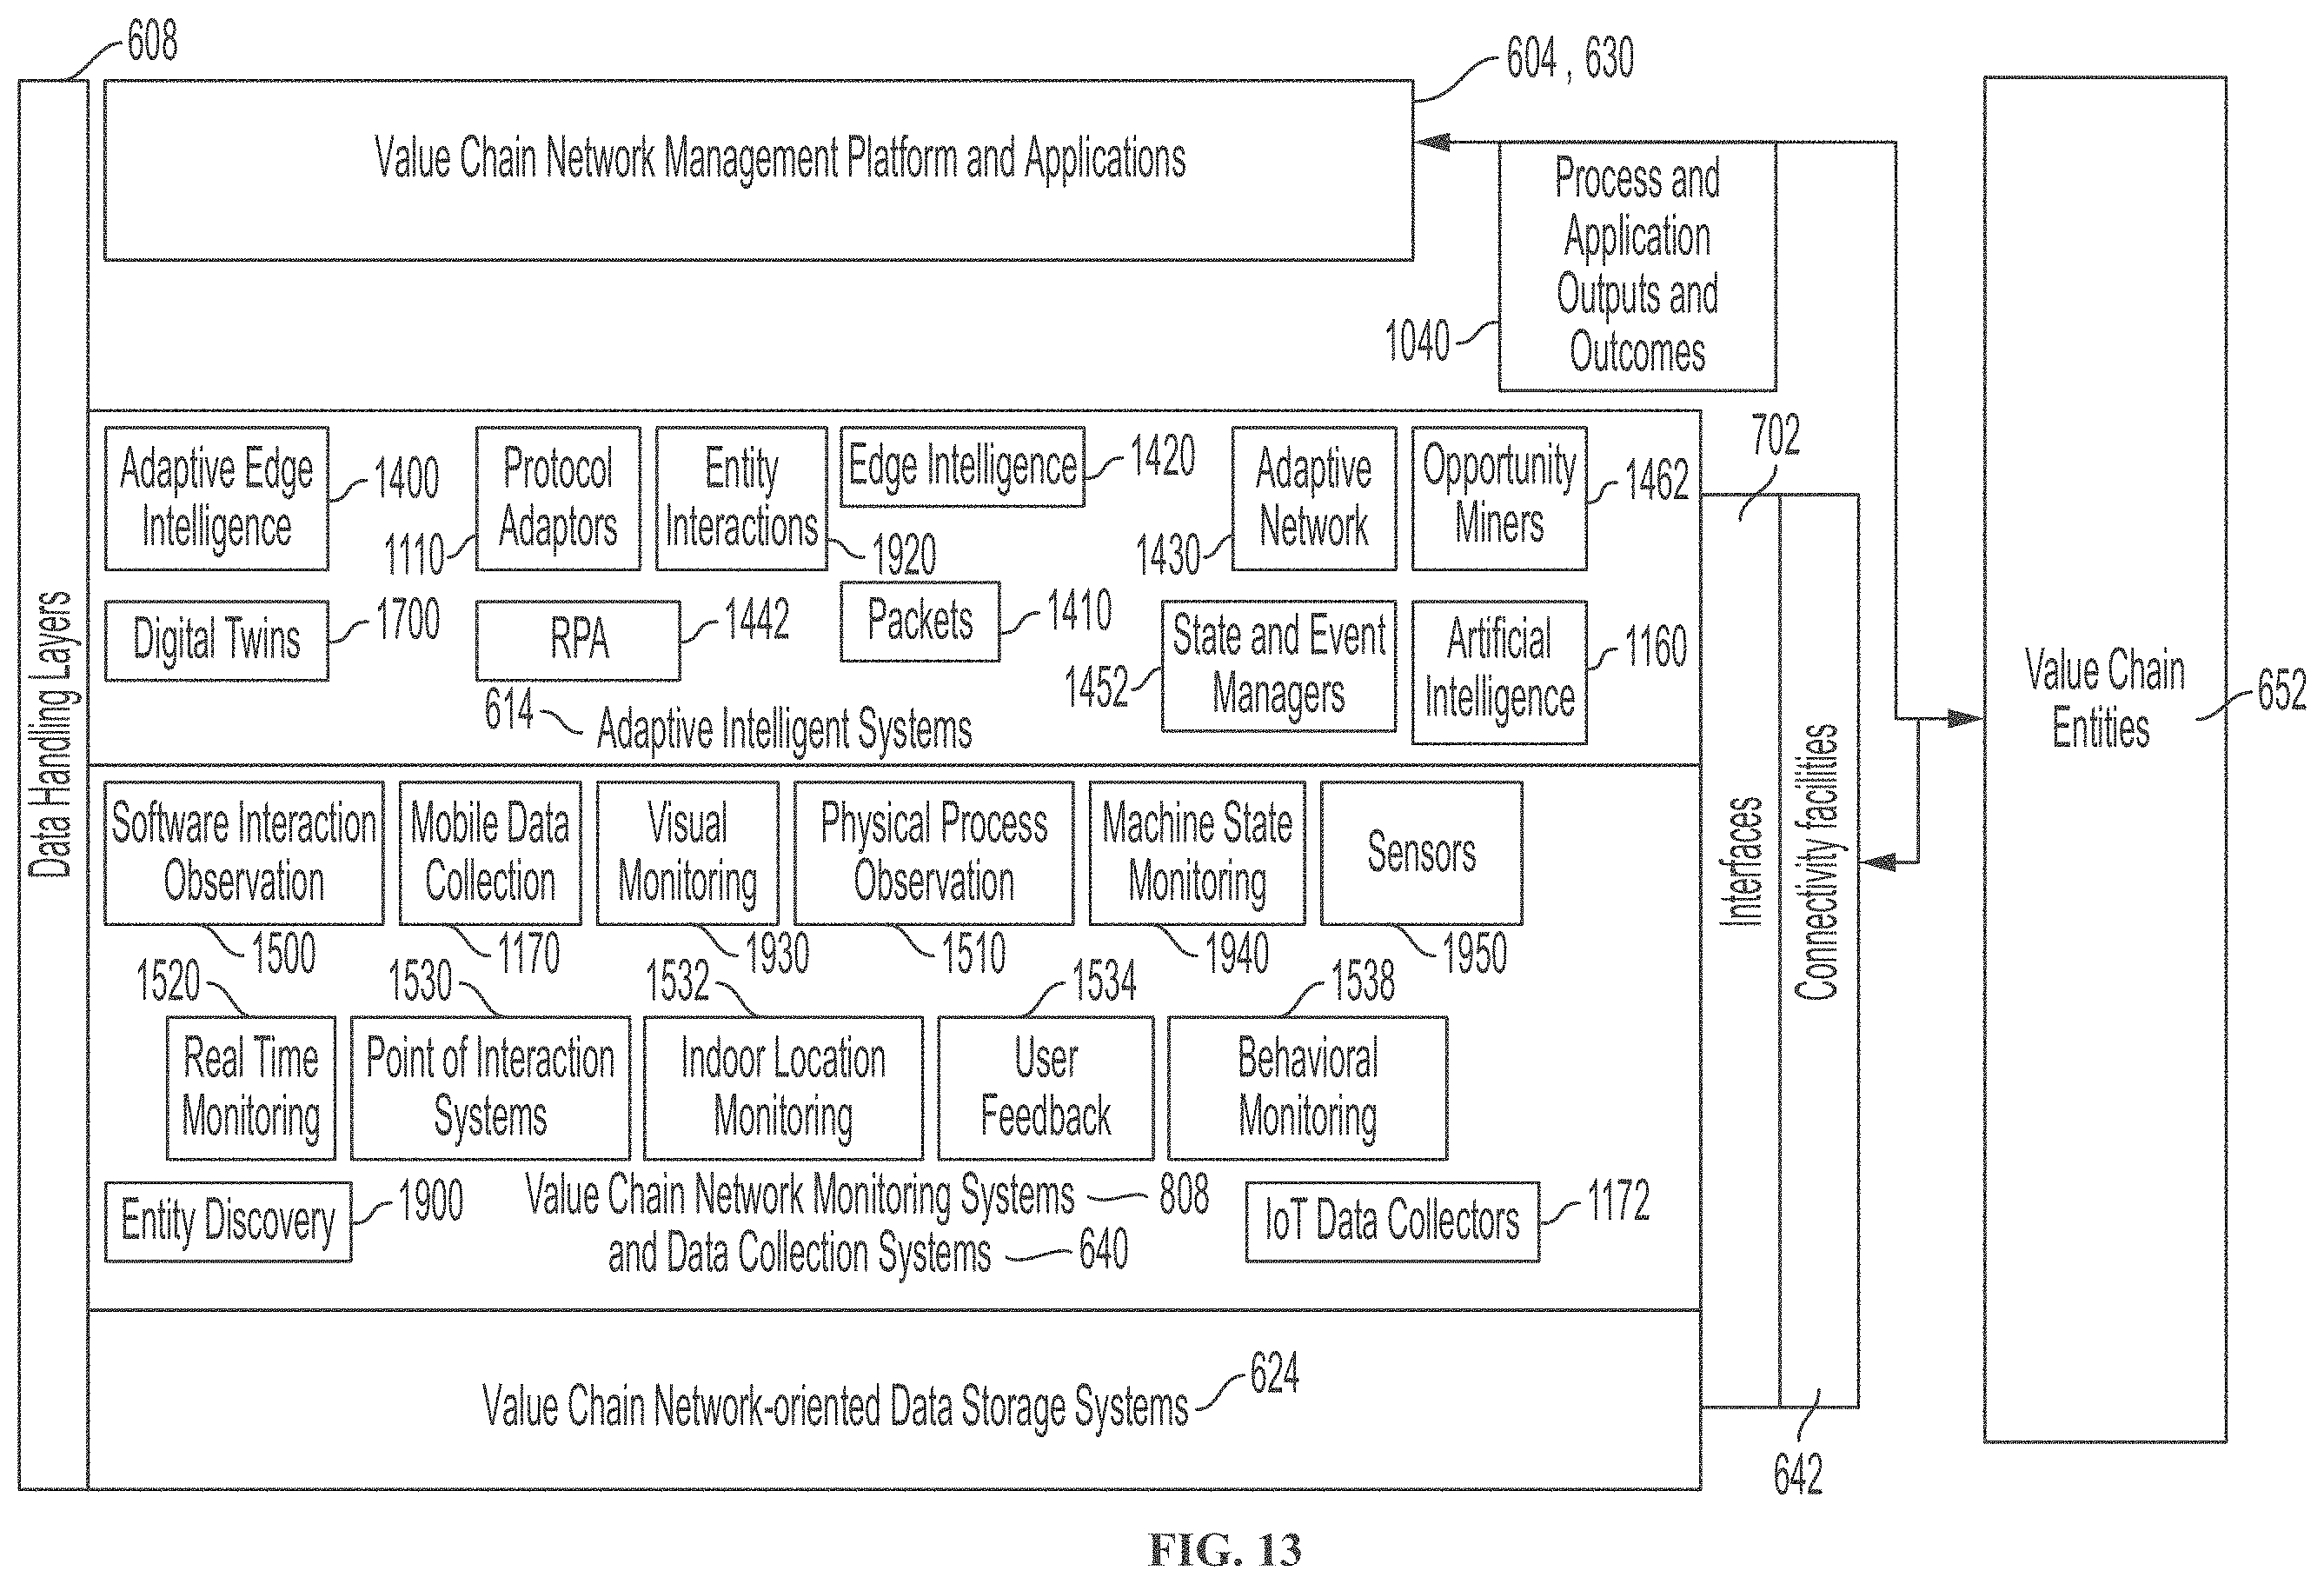 608
604 , 630
Value Chain Network Management Platform and Applications
Process and
Application
Outputs and
Outcomes
1040
Data Handling Layers
Adaptive Edge
Intelligence
1400
Protocol
Adaptors
1110
Entity
Interactions
1920
Edge Intelligence
1420
Adaptive
Network
1430
Opportunity
Miners
1462
702
Digital Twins
1700
RPA
1442
Packets
1410
State and Event
Managers
1452
Artificial
Intelligence
1160
614
Adaptive Intelligent Systems
Value Chain
Entities
652
Interfaces
Connectivity facilities
Software Interaction
Observation
1500
Mobile Data
Collection
1170
Visual
Monitoring
1930
Physical Process
Observation
1510
Machine State
Monitoring
1940
Sensors
1950
1520
Real Time
Monitoring
1530
Point of Interaction
Systems
1532
Indoor Location
Monitoring
1534
User
Feedback
1538
Behavioral
Monitoring
Entity Discovery
1900
Value Chain Network Monitoring Systems 808
and Data Collection Systems 640
IoT Data Collectors
1172
Value Chain Network-oriented Data Storage Systems
624
642
FIG. 13